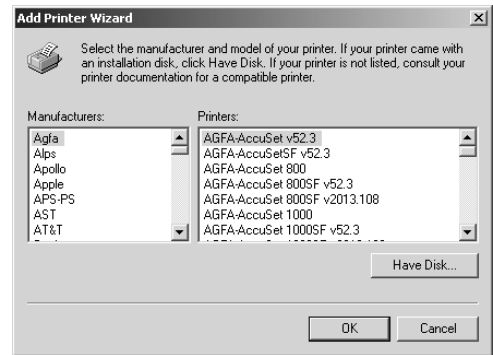 Add Printer Wizard
Select the manufacturer and model of your printer. If your printer came with
an installation disk, click Have Disk. If your printer is not listed, consult your
printer documentation for a compatible printer.
Manufacturers:
Agfa
Alps
Apollo
Apple
APS-PS
AST
AT&T
Printers:
AGFA-AccuSet v52.3
AGFA-AccuSetSF v52.3
AGFA-AccuSet 800
AGFA-AccuSet 800SF v52.3
AGFA-AccuSet 800SF v2013.108
AGFA-AccuSet 1000
AGFA-AccuSet 1000SF v52.3
Have Disk...
OK
Cancel